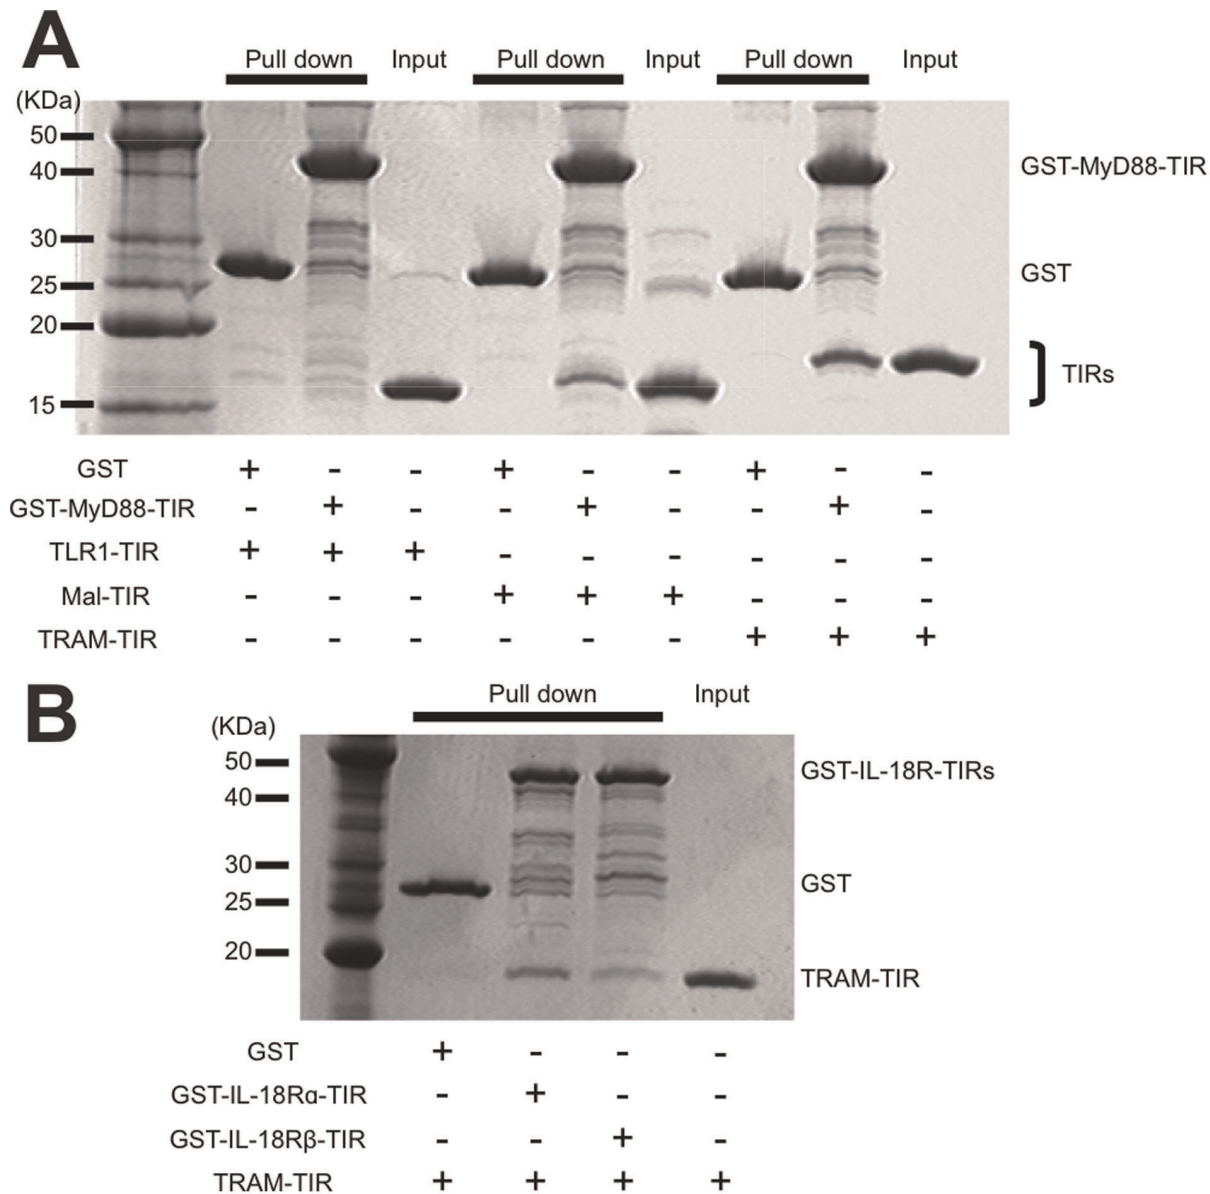 A
Pull down Input Pull down Input Pull down Input
(KDa)
50
40
30
25
20
15
GST-MyD88-TIR
GST
TIRs
GST + - - + - - + - -
GST-MyD88-TIR - + - - + - - + -
TLR1-TIR + + + - - - - - -
Mal-TIR - - - + + + - - -
TRAM-TIR - - - - - - + + +
B
Pull down Input
(KDa)
50
40
30
25
20
GST-IL-18R-TIRs
GST
TRAM-TIR
GST + - - -
GST-IL-18Rα-TIR - + - -
GST-IL-18Rβ-TIR - - + -
TRAM-TIR + + + +